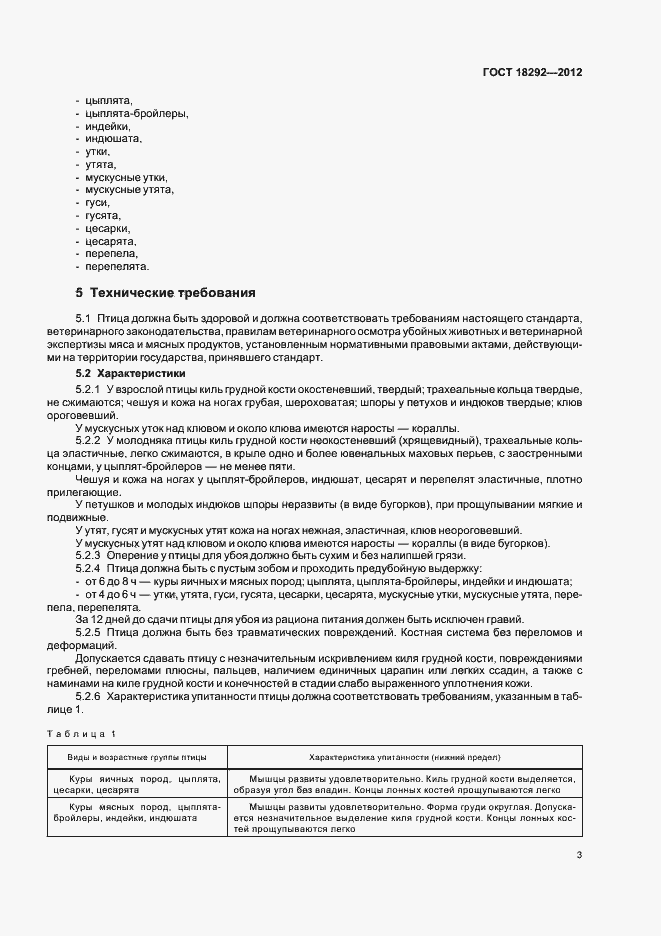 ГОСТ 18292—2012
- цыплята,
- цыплята-бройлеры,
- индейки,
- индюшата,
- утки,
- утята,
- мускусные утки,
- мускусные утята,
- гуси,
- гусята,
- цесарки,
- цесарята,
- перепела,
- перепелята.
5 Технические требования
5.1 Птица должна быть здоровой и должна соответствовать требованиям настоящего стандарта,
ветеринарного законодательства, правилам ветеринарного осмотра убойных животных и ветеринарной
экспертизы мяса и мясных продуктов, установленным нормативными правовыми актами, действующи-
ми на территории государства, принявшего стандарт.
5.2 Характеристики
5.2.1 У взрослой птицы киль грудной кости окостеневший, твердый; трахеальные кольца твердые,
не сжимаются; чешуя и кожа на ногах грубая, шероховатая; шпоры у петухов и индюков твердые; клюв
ороговевший.
У мускусных уток над клювом и около клюва имеются наросты — кораллы.
5.2.2 У молодняка птицы киль грудной кости неокостеневший (хрящевидный), трахеальные коль-
ца эластичные, легко сжимаются, в крыле одно и более ювенальных маховых перьев, с заостренными
концами, у цыплят-бройлеров — не менее пяти.
Чешуя и кожа на ногах у цыплят-бройлеров, индюшат, цесарят и перепелят эластичные, плотно
прилегающие.
У петушков и молодых индюков шпоры неразвиты (в виде бугорков), при прощупывании мягкие и
подвижные.
У утят, гусят и мускусных утят кожа на ногах нежная, эластичная, клюв неороговевший.
У мускусных утят над клювом и около клюва имеются наросты — кораллы (в виде бугорков).
5.2.3 Оперение у птицы для убоя должно быть сухим и без налипшей грязи.
5.2.4 Птица должна быть с пустым зобом и проходить предубойную выдержку:
- от 6 до 8 ч — куры яичных и мясных пород; цыплята, цыплята-бройлеры, индейки и индюшата;
- от 4 до 6 ч — утки, утята, гуси, гусята, цесарки, цесарята, мускусные утки, мускусные утята, пере-
пела, перепелята.
За 12 дней до сдачи птицы для убоя из рациона питания должен быть исключен гравий.
5.2.5 Птица должна быть без травматических повреждений. Костная система без переломов и
деформаций.
Допускается сдавать птицу с незначительным искривлением киля грудной кости, повреждениями
гребней, переломами плюсны, пальцев, наличием единичных царапин или легких ссадин, а также с
наминами на киле грудной кости и конечностей в стадии слабо выраженного уплотнения кожи.
5.2.6 Характеристика упитанности птицы должна соответствовать требованиям, указанным в таб-
лице 1.
Таблица 1
Виды и возрастные группы птицы
Характеристика упитанности (нижний предел)
Куры яичных пород, цыплята,
цесарки, цесарята
Мышцы развиты удовлетворительно. Киль грудной кости выделяется,
образуя угол без впадин. Концы лонных костей прощупываются легко
Куры мясных пород, цыплята-
бройлеры, индейки, индюшата
Мышцы развиты удовлетворительно. Форма груди округлая. Допуска-
ется незначительное выделение киля грудной кости. Концы лонных кос-
тей прощупываются легко
3